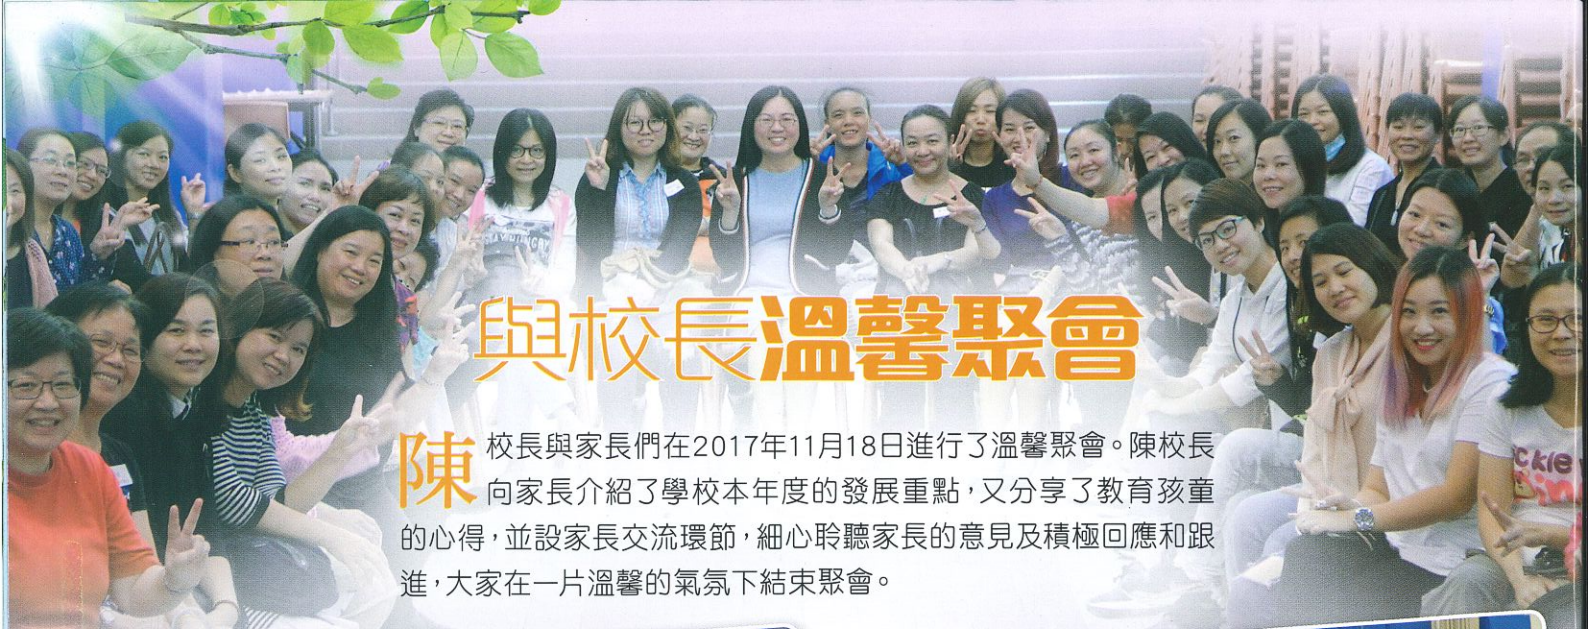 與校長溫馨聚會
陳校長與家長們在2017年11月18日進行了溫馨聚會。陳校長
向家長介紹了學校本年度的發展重點,又分享了教育孩童
的心得,並設家長交流環節,細心聆聽家長的意見及積極回應和跟
進,大家在一片溫馨的氣氛下結束聚會。